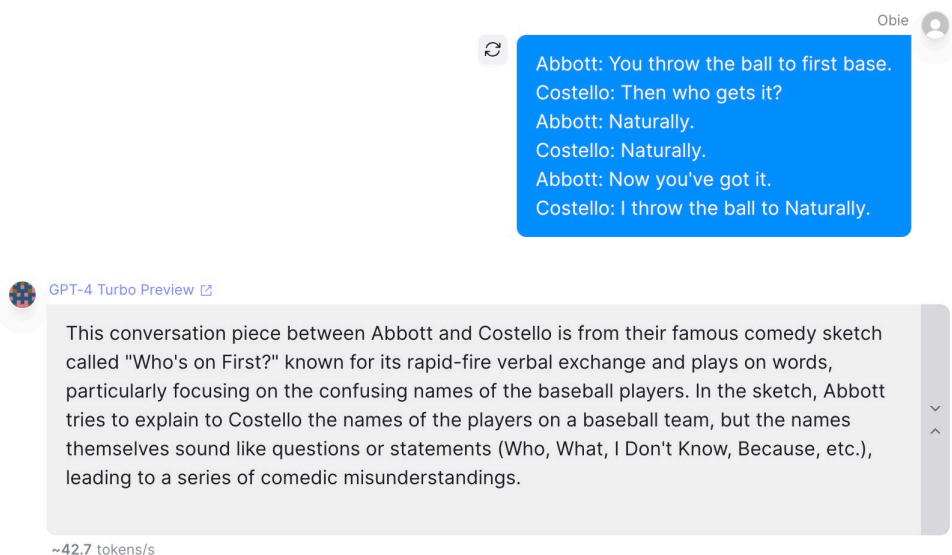 Obie
Abbott: You throw the ball to first base.
Costello: Then who gets it?
Abbott: Naturally.
Costello: Naturally.
Abbott: Now you've got it.
Costello: I throw the ball to Naturally.
GPT-4 Turbo Preview
This conversation piece between Abbott and Costello is from their famous comedy sketch
called "Who's on First?" known for its rapid-fire verbal exchange and plays on words,
particularly focusing on the confusing names of the baseball players. In the sketch, Abbott
tries to explain to Costello the names of the players on a baseball team, but the names
themselves sound like questions or statements (Who, What, I Don't Know, Because, etc.),
leading to a series of comedic misunderstandings.
~42.7 tokens/s